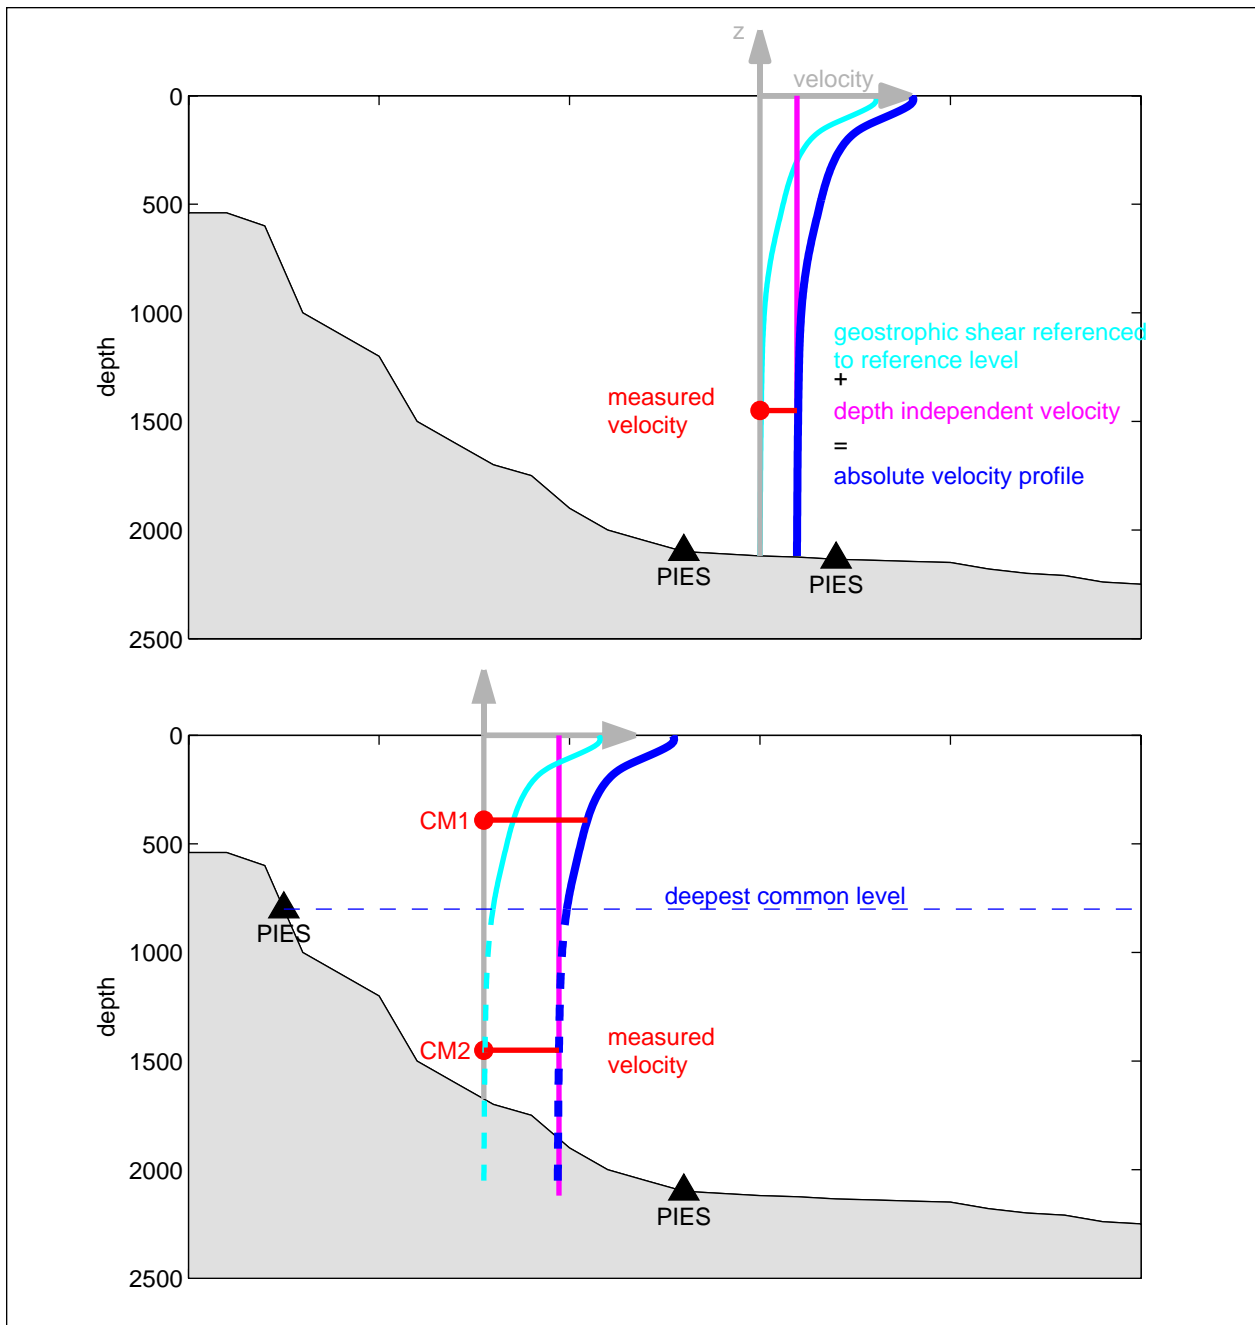 z
velocity
0
500
1000
1500
2000
2500
depth
geostrophic shear referenced
to reference level
+
depth independent velocity
=
absolute velocity profile
measured
velocity
PIES
PIES
0
500
1000
1500
2000
2500
depth
CM1
deepest common level
PIES
CM2
measured
velocity
PIES